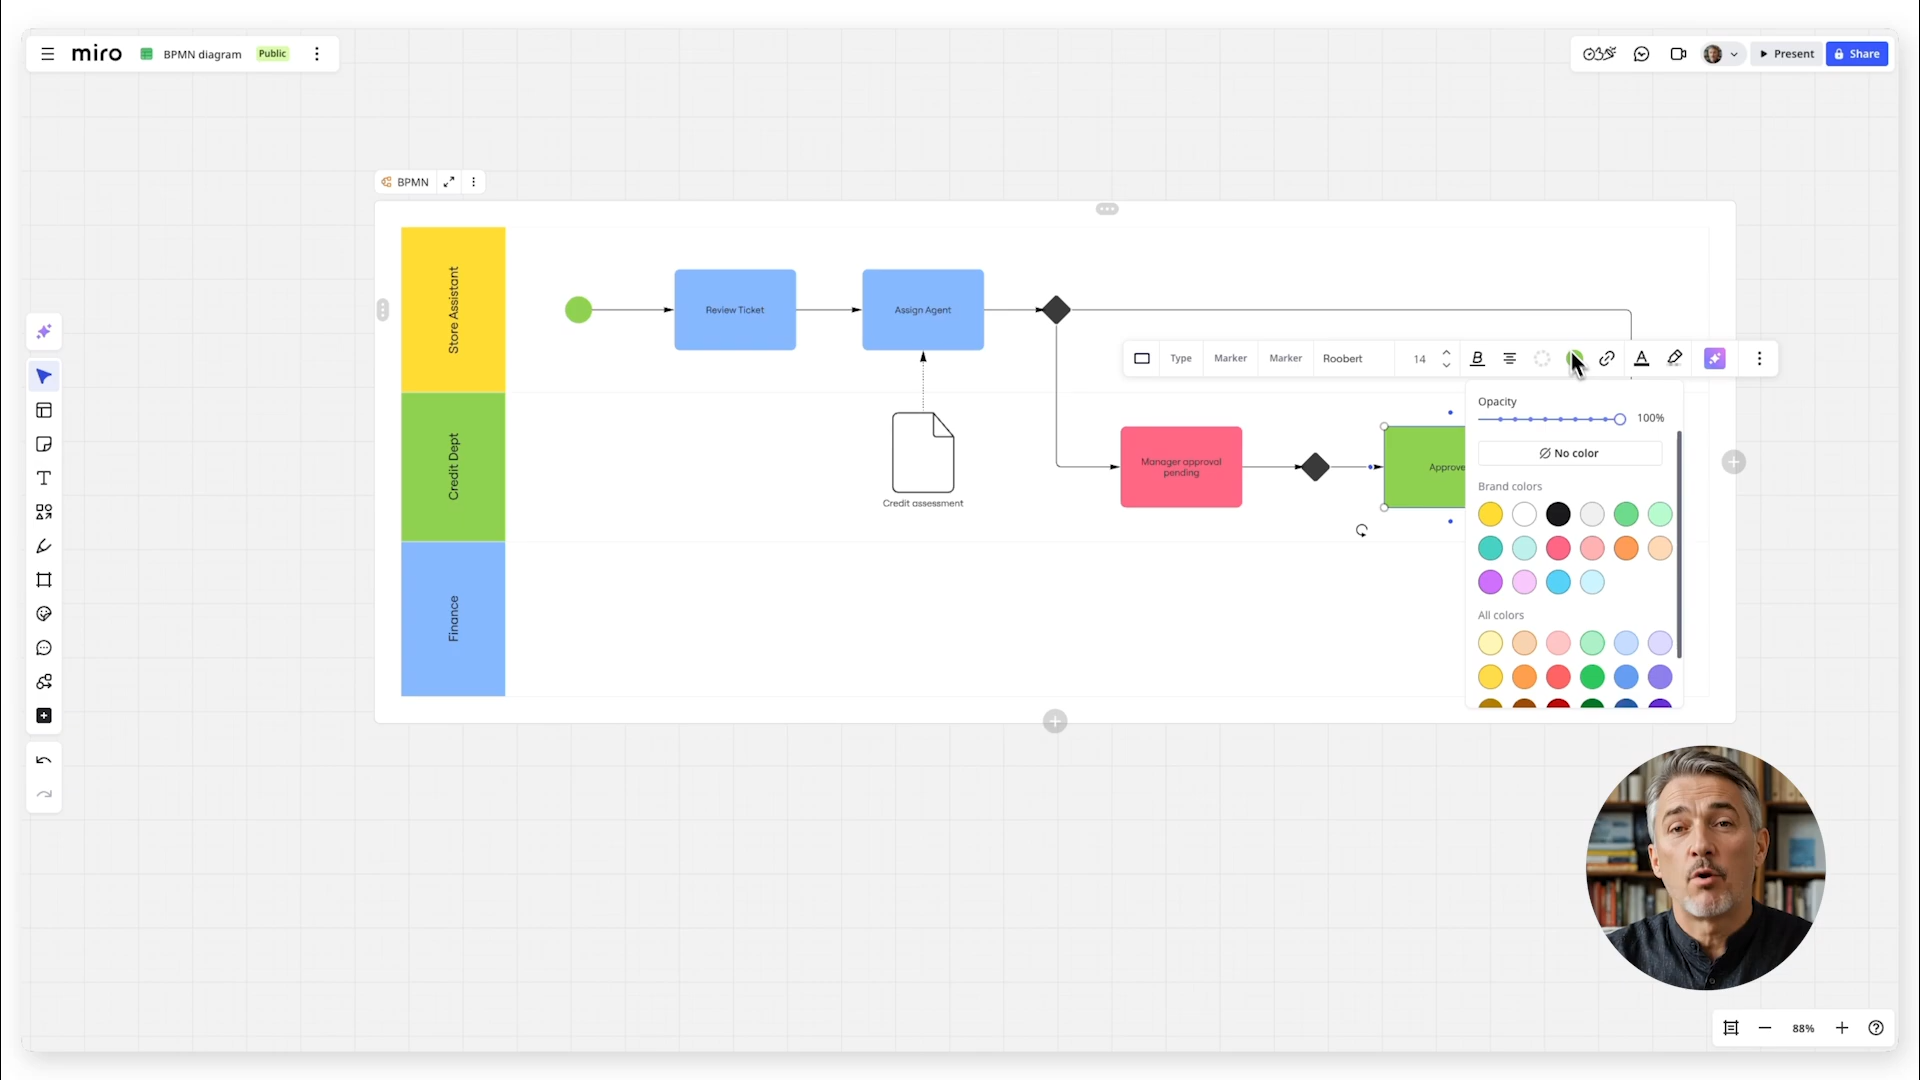 miro
BPMN diagram
Public
Present
Share
BPMN
Store Assistant
Review Ticket
Assign Agent
Type
Marker
Marker
Roobert
14
B
A
Opacity
100%
No color
Credit Dept
Credit assessment
Manager approval
pending
Approve
Brand colors
All colors
Finance
88%